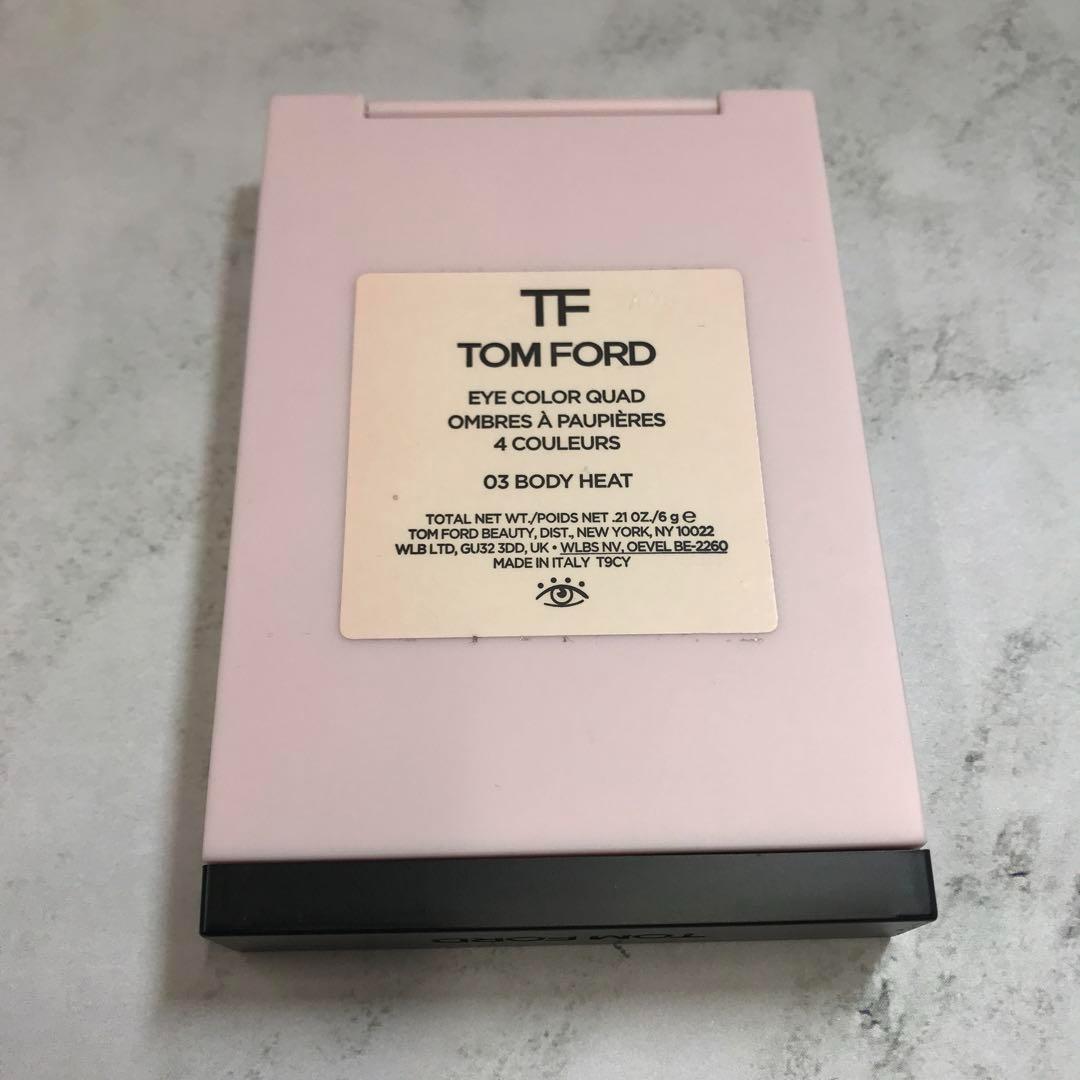 TF
TOM FORD
EYE COLOR QUAD
OMBRES À PAUPIÈRES
4 COULEURS
03 BODY HEAT
TOTAL NET WT./POIDS NET .21 OZ./6 g ℮
TOM FORD BEAUTY, DIST., NEW YORK, NY 10022
WLB LTD, GU32 3DD, UK • WLBS NV, OEVEL BE-2260
MADE IN ITALY T9CY
TOM FORD